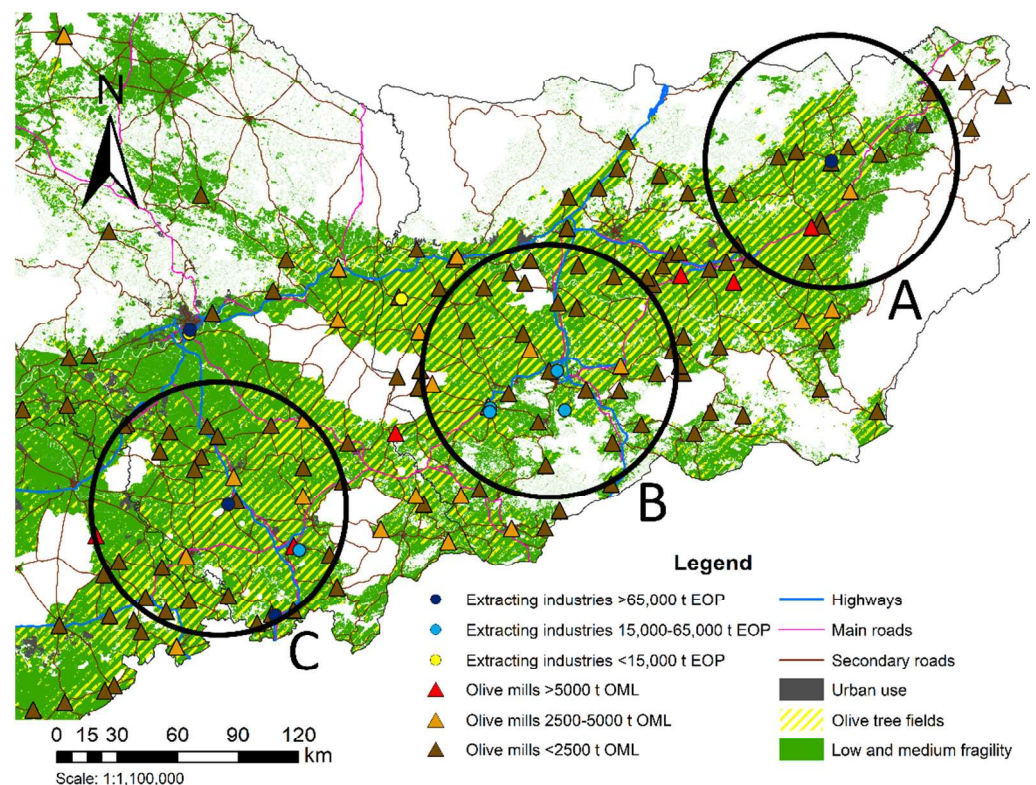 N
A
B
C
Legend
Extracting industries >65,000 t EOP
Extracting industries 15,000-65,000 t EOP
Extracting industries <15,000 t EOP
Olive mills >5000 t OML
Olive mills 2500-5000 t OML
Olive mills <2500 t OML
Highways
Main roads
Secondary roads
Urban use
Olive tree fields
Low and medium fragility
0 15 30 60 90 120
km
Scale: 1:1,100,000